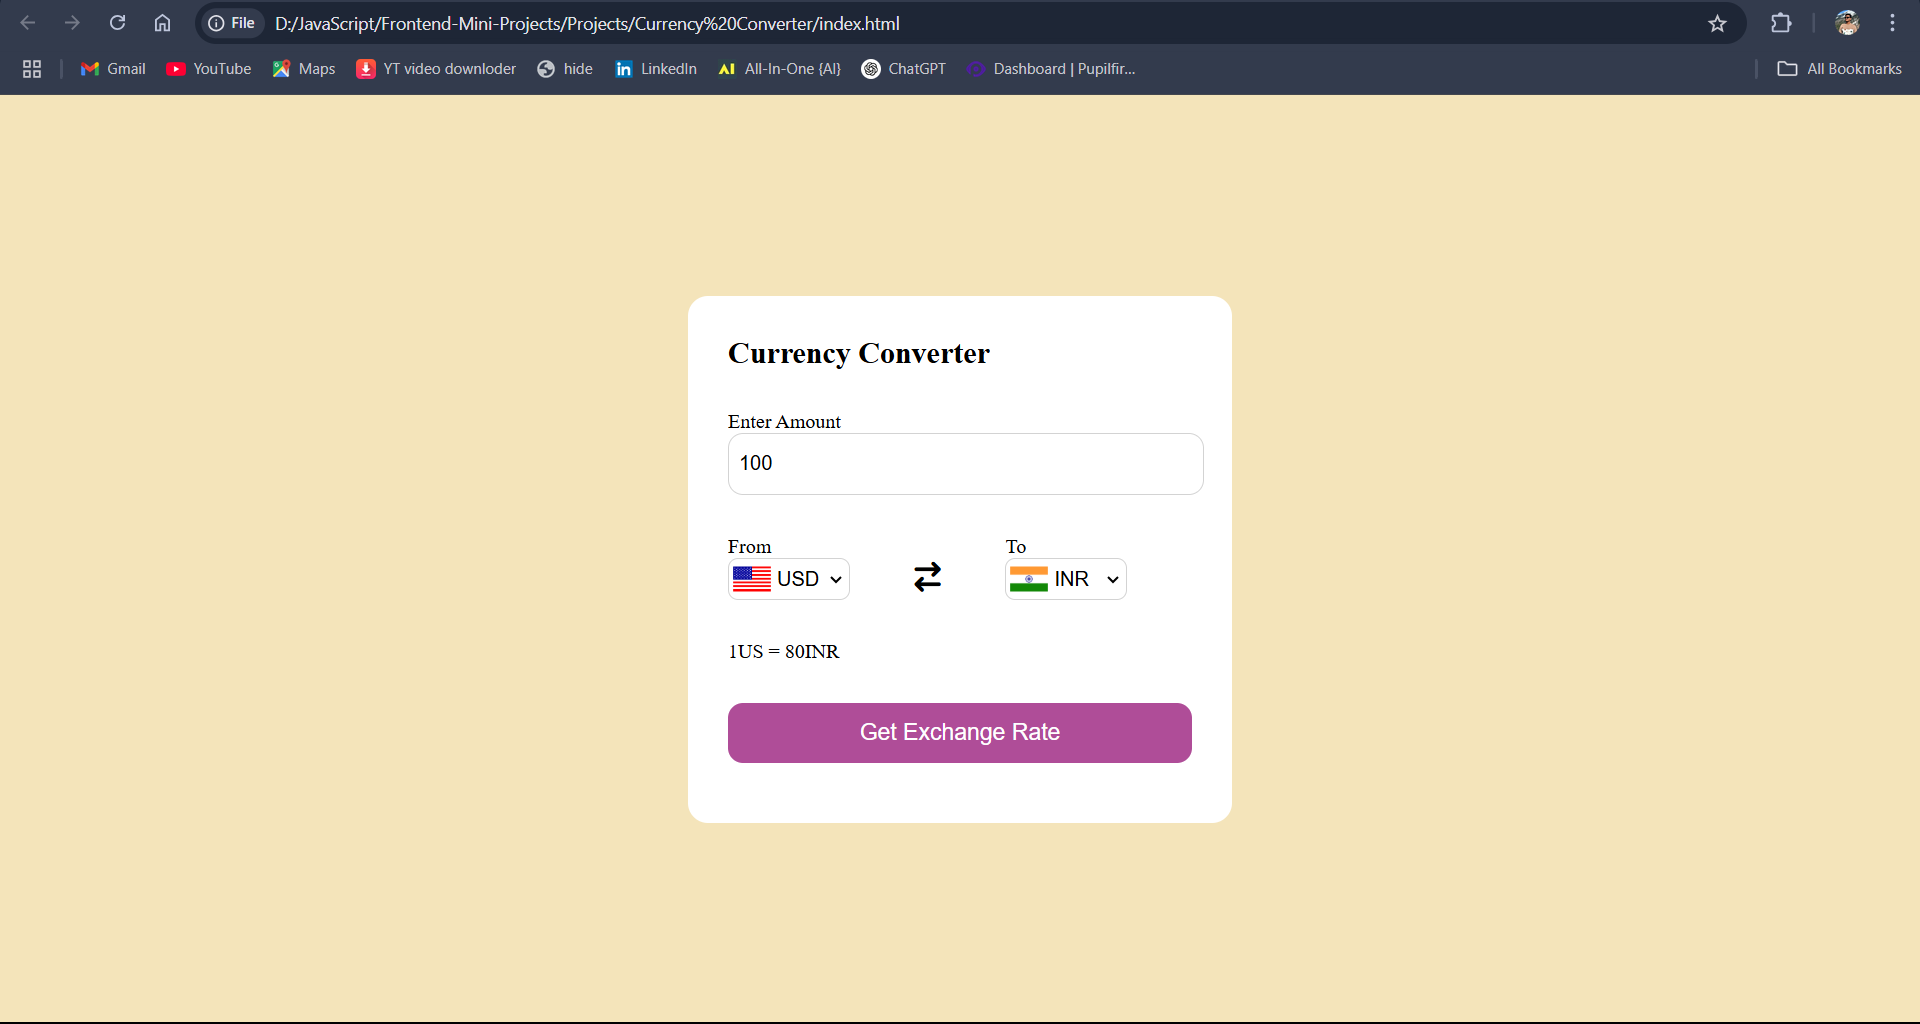 File D:/JavaScript/Frontend-Mini-Projects/Projects/Currency%20Converter/index.html
Gmail YouTube Maps YT video downloder hide LinkedIn All-In-One {AI} ChatGPT Dashboard | Pupilfir... All Bookmarks
Currency Converter
Enter Amount
100
From To
USD INR
1US = 80INR
Get Exchange Rate